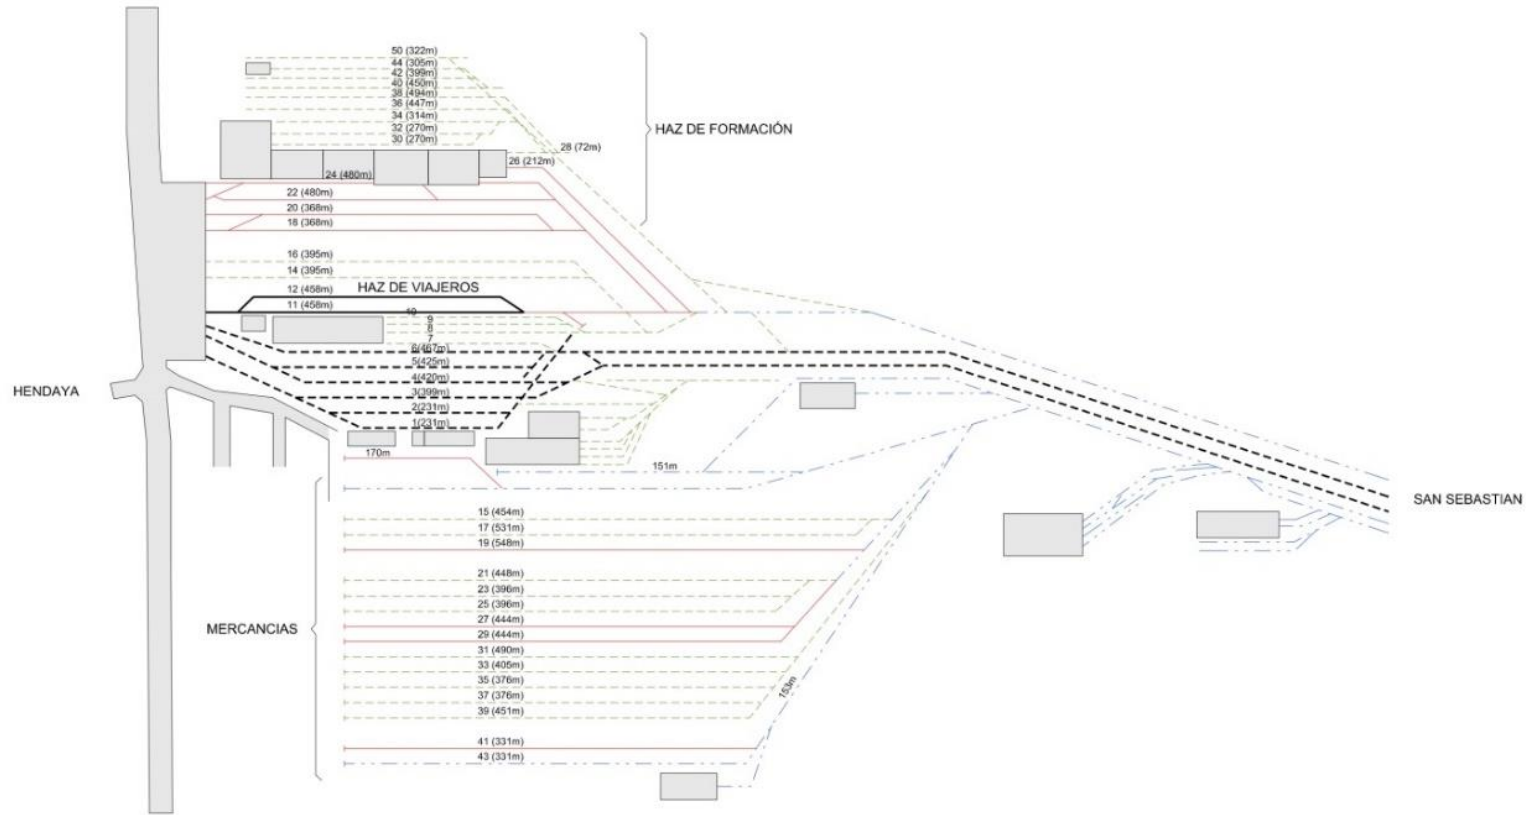 50 (322m)
44 (305m)
42 (399m)
40 (450m)
38 (494m)
36 (447m)
34 (314m)
32 (270m)
30 (270m)
HAZ DE FORMACIÓN
28 (72m)
26 (212m)
24 (480m)
22 (480m)
20 (368m)
18 (368m)
16 (395m)
14 (395m)
12 (458m)
HAZ DE VIAJEROS
11 (458m)
10
9
8
7
6(467m)
5(425m)
4(420m)
3(399m)
2(231m)
1(231m)
HENDAYA
170m
151m
SAN SEBASTIAN
15 (454m)
17 (531m)
19 (548m)
21 (448m)
23 (396m)
25 (396m)
27 (444m)
29 (444m)
MERCANCIAS
31 (490m)
33 (405m)
35 (376m)
37 (376m)
39 (451m)
153m
41 (331m)
43 (331m)